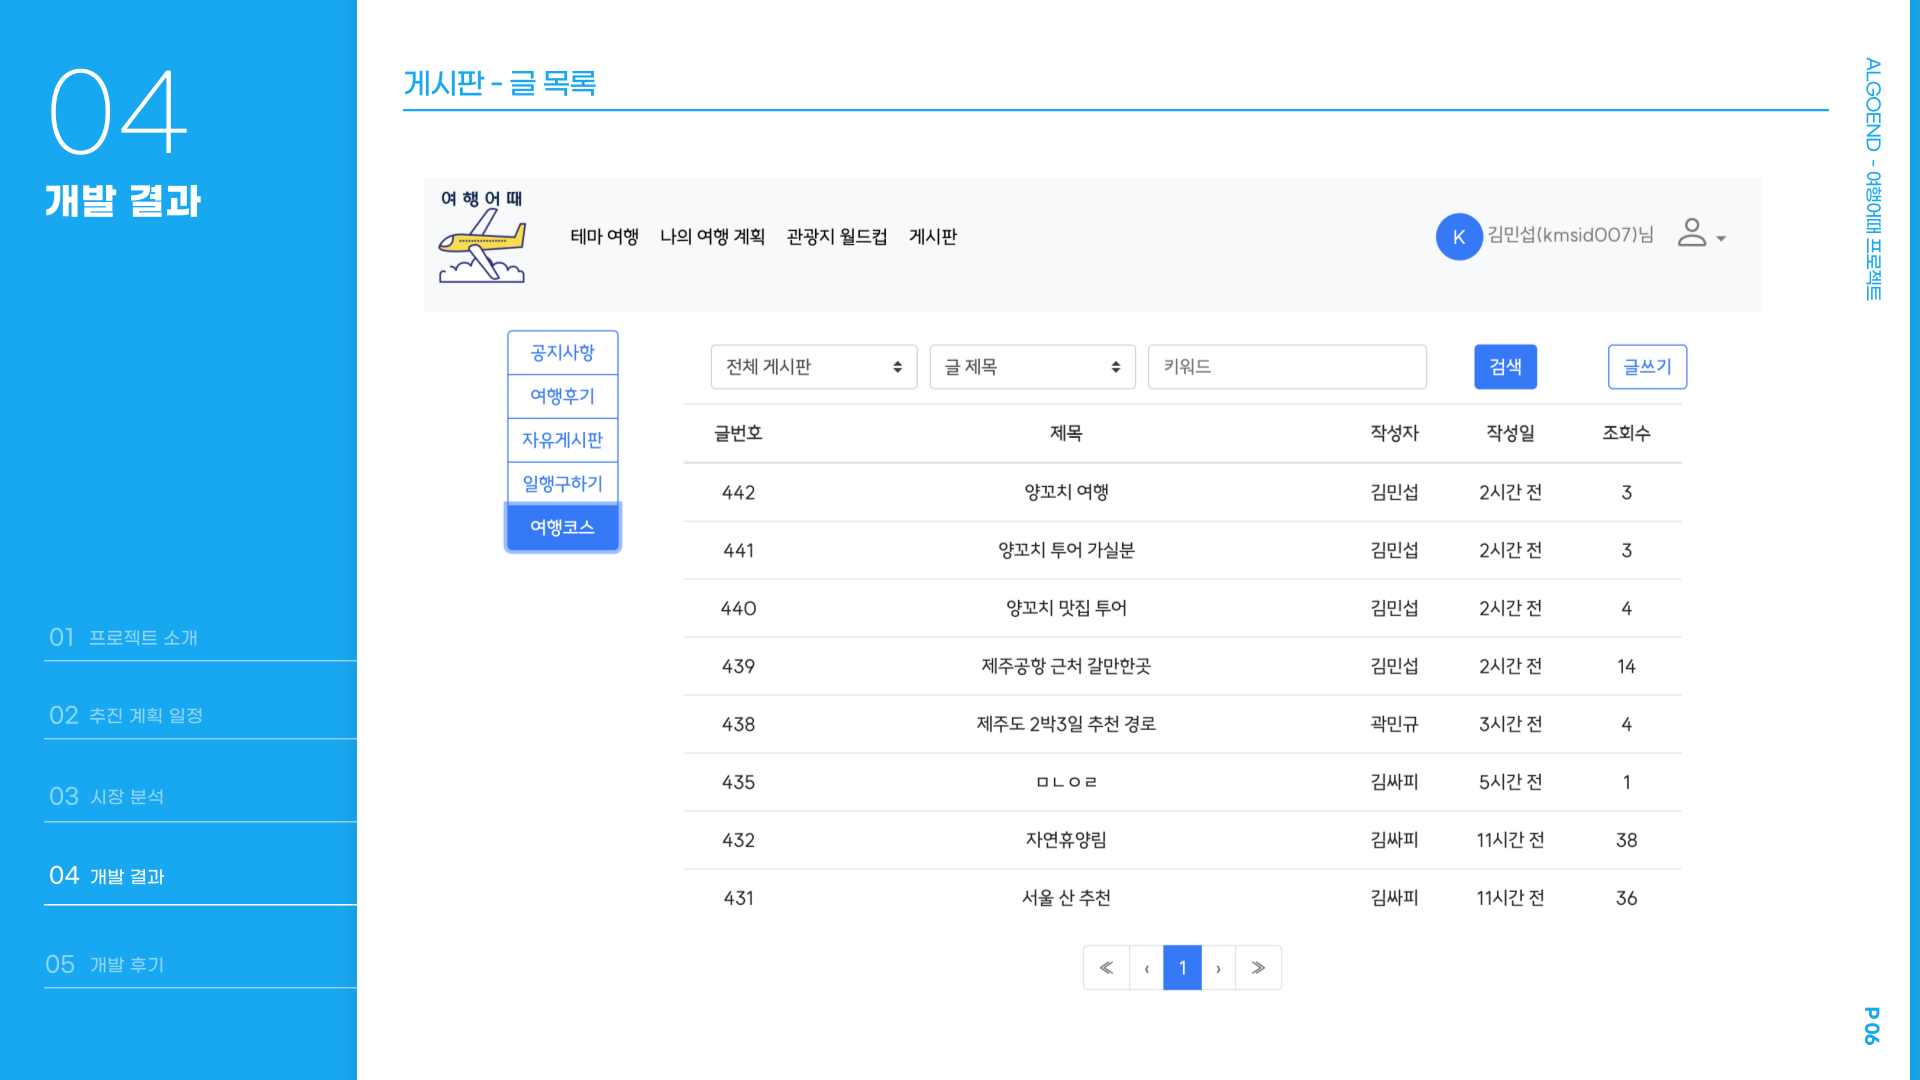 04
개발 결과
01 프로젝트 소개
02 추진 계획 일정
03 시장 분석
04 개발 결과
05 개발 후기
게시판 - 글 목록
여행어때
테마 여행 나의 여행 계획 관광지 월드컵 게시판
K 김민섭(kmsid007)님
공지사항
여행후기
자유게시판
일행구하기
여행코스
전체 게시판 글 제목 키워드 검색 글쓰기
글번호 제목 작성자 작성일 조회수
442 양꼬치 여행 김민섭 2시간 전 3
441 양꼬치 투어 가실분 김민섭 2시간 전 3
440 양꼬치 맛집 투어 김민섭 2시간 전 4
439 제주공항 근처 갈만한곳 김민섭 2시간 전 14
438 제주도 2박3일 추천 경로 곽민규 3시간 전 4
435 ㅁㄴㅇㄹ 김싸피 5시간 전 1
432 자연휴양림 김싸피 11시간 전 38
431 서울 산 추천 김싸피 11시간 전 36
≪ ‹ 1 › ≫
ALGOEND - 여행어때 프로젝트
P 06